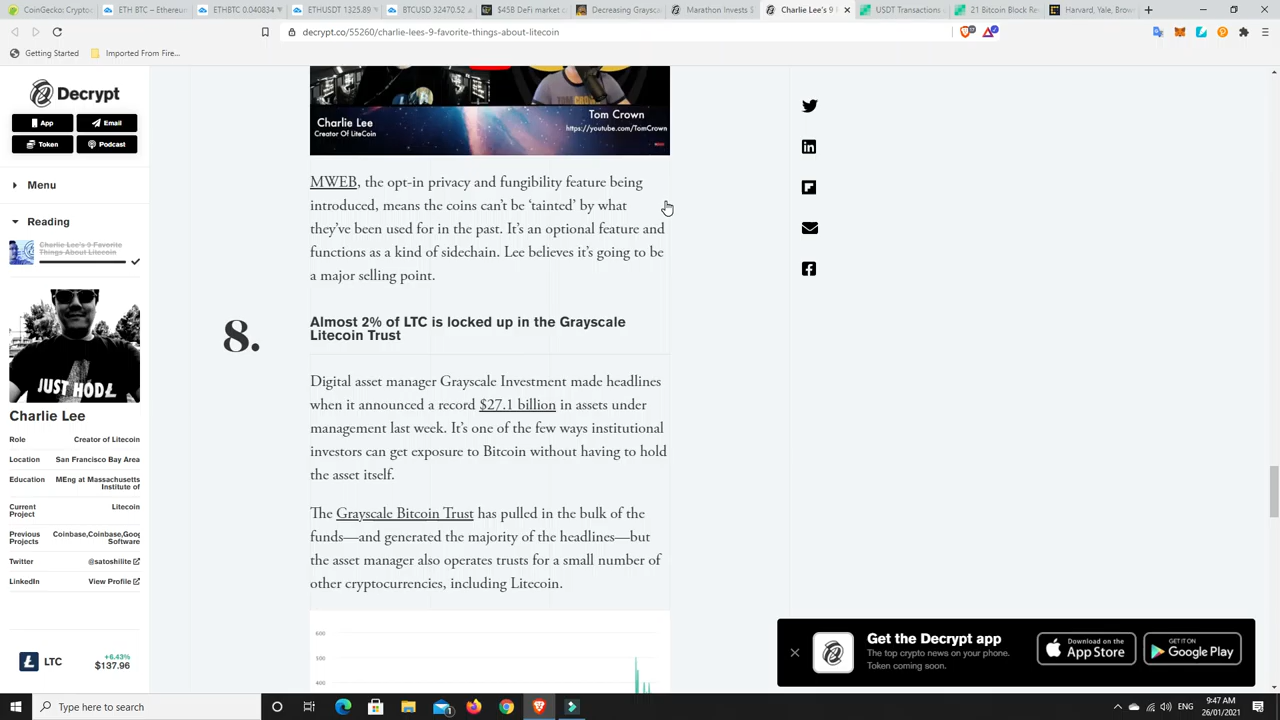 CoinGecko: Crypto
ETH BTC – Ethereu
ETHBTC 0.040834
ETHUSDT 1325.89
BTCUSD 32470.52
$45B DeFi market c
Decreasing Graysca
Marathon Invests $
Charlie Lee's 9 F
USDT Transactions
21 Bitcoin Block Re
Harvard, Yale, Brow
decrypt.co/55260/charlie-lees-9-favorite-things-about-litecoin
Getting Started
Imported From Fire...
Decrypt
App
Email
Token
Podcast
Menu
Reading
Charlie Lee's 9 Favorite
Things About Litecoin
JUST HODL
Charlie Lee
Role Creator of Litecoin
Location San Francisco Bay Area
Education MEng at Massachusetts
Institute of
Current Litecoin
Project
Previous Coinbase,Coinbase,Goog
Projects Software
Twitter @satoshilite
LinkedIn View Profile
LTC
+6.43%
$137.96
Charlie Lee
Creator Of LiteCoin
TOM CROWN
Tom Crown
https://youtube.com/TomCrown
MWEB, the opt-in privacy and fungibility feature being
introduced, means the coins can't be 'tainted' by what
they've been used for in the past. It's an optional feature and
functions as a kind of sidechain. Lee believes it's going to be
a major selling point.
8.
Almost 2% of LTC is locked up in the Grayscale
Litecoin Trust
Digital asset manager Grayscale Investment made headlines
when it announced a record $27.1 billion in assets under
management last week. It's one of the few ways institutional
investors can get exposure to Bitcoin without having to hold
the asset itself.
The Grayscale Bitcoin Trust has pulled in the bulk of the
funds—and generated the majority of the headlines—but
the asset manager also operates trusts for a small number of
other cryptocurrencies, including Litecoin.
600
500
400
Get the Decrypt app
The top crypto news on your phone.
Token coming soon.
Download on the
App Store
GET IT ON
Google Play
Type here to search
ENG
9:47 AM
26/01/2021